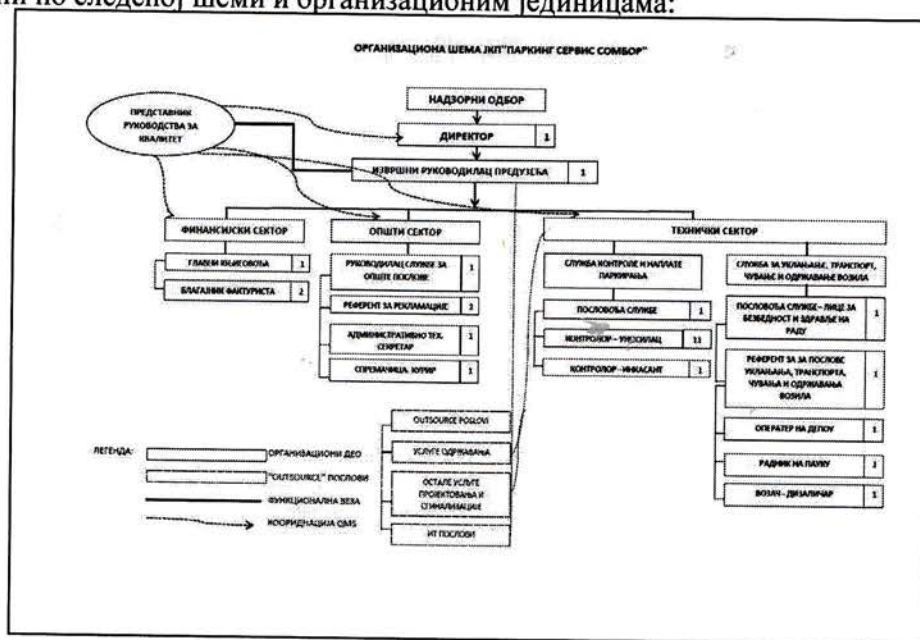 ни по следећој шеми и организационим јединицама:
ОРГАНИЗАЦИОНА ШЕМА ЈКП"ПАРКИНГ СЕРВИС СОМБОР"
ПРЕДСТАВНИК
РУКОВОДСТВА ЗА
КВАЛИТЕТ
НАДЗОРНИ ОДБОР
ДИРЕКТОР 1
ИЗВРШНИ РУКОВОДИЛАЦ ПРЕДУЗЕЋА 1
ФИНАНСИЈСКИ СЕКТОР
ГЛАВНИ КЊИГОВОЂА 1
БЛАГАЈНИК ФАКТУРИСТА 2
ОПШТИ СЕКТОР
РУКОВОДИЛАЦ СЛУЖБЕ ЗА
ОПШТЕ ПОСЛОВЕ 1
РЕФЕРЕНТ ЗА РЕКЛАМАЦИЈЕ
АДМИНИСТРАТИВНО ТЕХ.
СЕКРЕТАР 1
СПРЕМАЧИЦА, КУРИР 1
ТЕХНИЧКИ СЕКТОР
СЛУЖБА КОНТРОЛЕ И НАПЛАТЕ
ПАРКИРАЊА
ПОСЛОВОЂА СЛУЖБЕ 1
КОНТРОЛОР – 11
КОНТРОЛОР –ИНКАСАНТ 1
СЛУЖБА ЗА УКЛАЊАЊЕ, ТРАНСПОРТ,
ЧУВАЊЕ И ОДРЖАВАЊЕ ВОЗИЛА
ПОСЛОВОЂА СЛУЖБЕ– ЛИЦЕ ЗА
БЕЗБЕДНОСТ И ЗДРАВЉЕ НА
РАДУ 1
РЕФЕРЕНТ ЗА ЗА ПОСЛОВЕ
УКЛАЊАЊА, ТРАНСПОРТА,
ЧУВАЊА И ОДРЖАВАЊА
ВОЗИЛА 1
ОПЕРАТЕР НА ДЕПОУ 1
РАДНИК НА ПАУКУ
ВОЗАЧ – ДИЗАЛИЧАР 1
OUTSOURCE POSLOVI
УСЛУГЕ ОДРЖАВАЊА
ОСТАЛЕ УСЛУГЕ
ПРОЈЕКТОВАЊА И
СГИНАЛИЗАЦИЈЕ
ИТ ПОСЛОВИ
ЛЕГЕНДА:
ОРГАНИЗАЦИОНИ ДЕО
"OUTSOURCE" ПОСЛОВИ
ФУНКЦИОНАЛНА ВЕЗА
КООРИДНАЦИЈА QMS